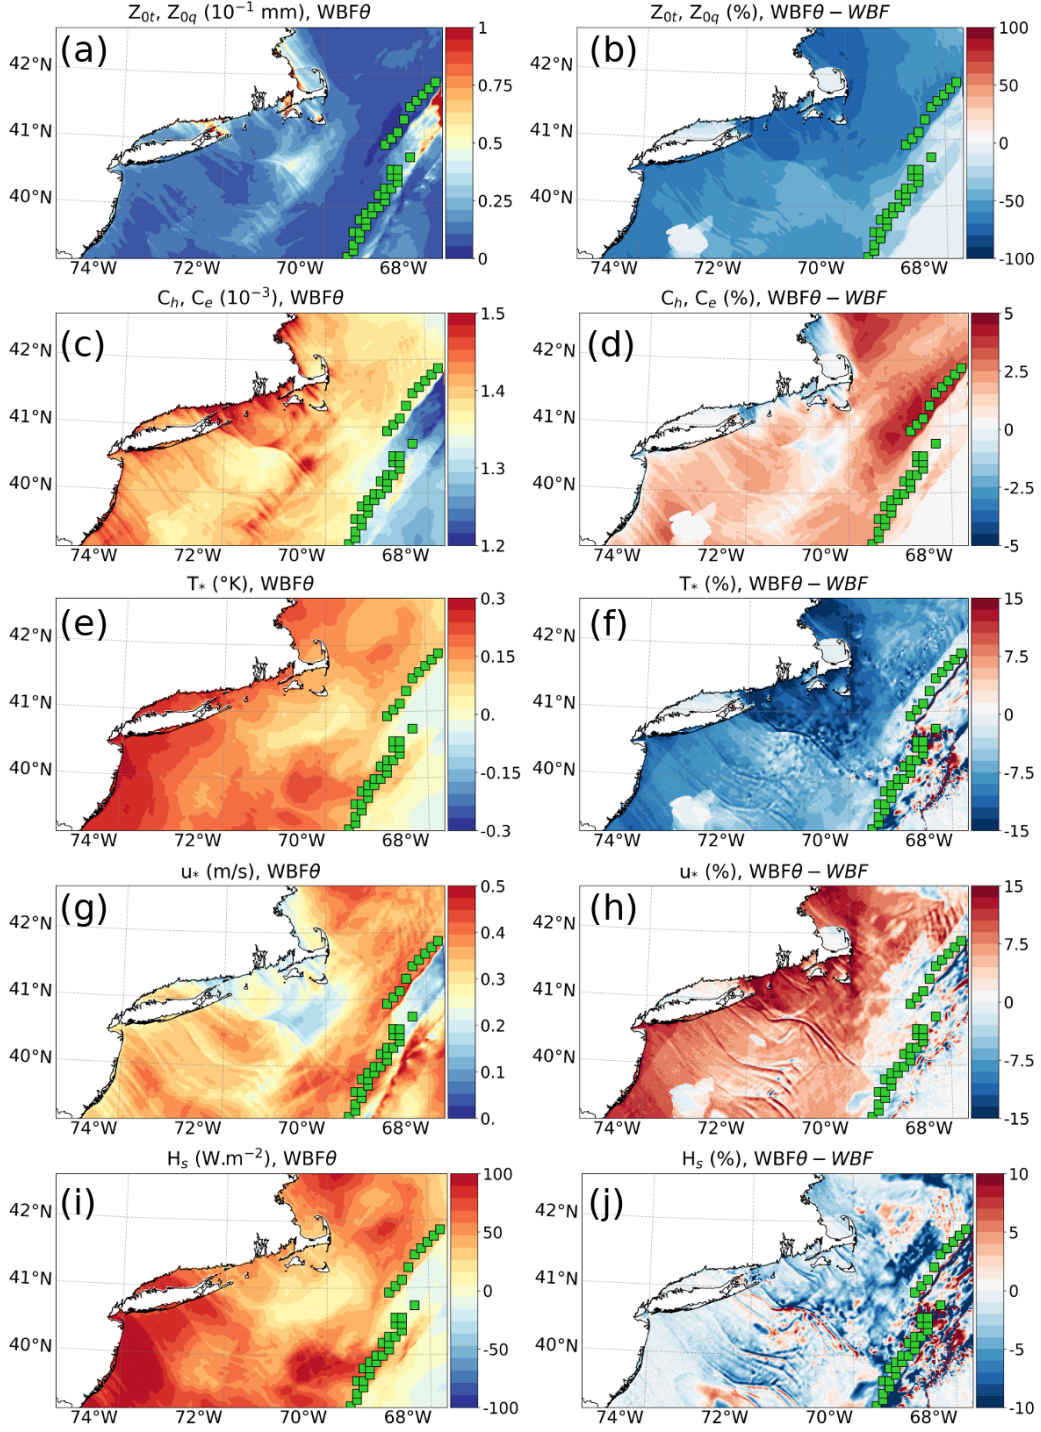 Z₀ₜ, Z₀q (10⁻¹ mm), WBFθ
Z₀ₜ, Z₀q (%), WBFθ − WBF
(a)
42°N
41°N
40°N
74°W 72°W 70°W 68°W
1
0.75
0.5
0.25
0
(b)
42°N
41°N
40°N
74°W 72°W 70°W 68°W
100
50
0
-50
-100
Cₕ, Cₑ (10⁻³), WBFθ
Cₕ, Cₑ (%), WBFθ − WBF
(c)
42°N
41°N
40°N
74°W 72°W 70°W 68°W
1.5
1.4
1.3
1.2
(d)
42°N
41°N
40°N
74°W 72°W 70°W 68°W
5
2.5
0
-2.5
-5
T* (°K), WBFθ
T* (%), WBFθ − WBF
(e)
42°N
41°N
40°N
74°W 72°W 70°W 68°W
0.3
0.15
0.
-0.15
-0.3
(f)
42°N
41°N
40°N
74°W 72°W 70°W 68°W
15
7.5
0
-7.5
-15
u* (m/s), WBFθ
u* (%), WBFθ − WBF
(g)
42°N
41°N
40°N
74°W 72°W 70°W 68°W
0.5
0.4
0.3
0.2
0.1
0.
(h)
42°N
41°N
40°N
74°W 72°W 70°W 68°W
15
7.5
0
-7.5
-15
Hₛ (W.m⁻²), WBFθ
Hₛ (%), WBFθ − WBF
(i)
42°N
41°N
40°N
74°W 72°W 70°W 68°W
100
50
0
-50
-100
(j)
42°N
41°N
40°N
74°W 72°W 70°W 68°W
10
5
0
-5
-10